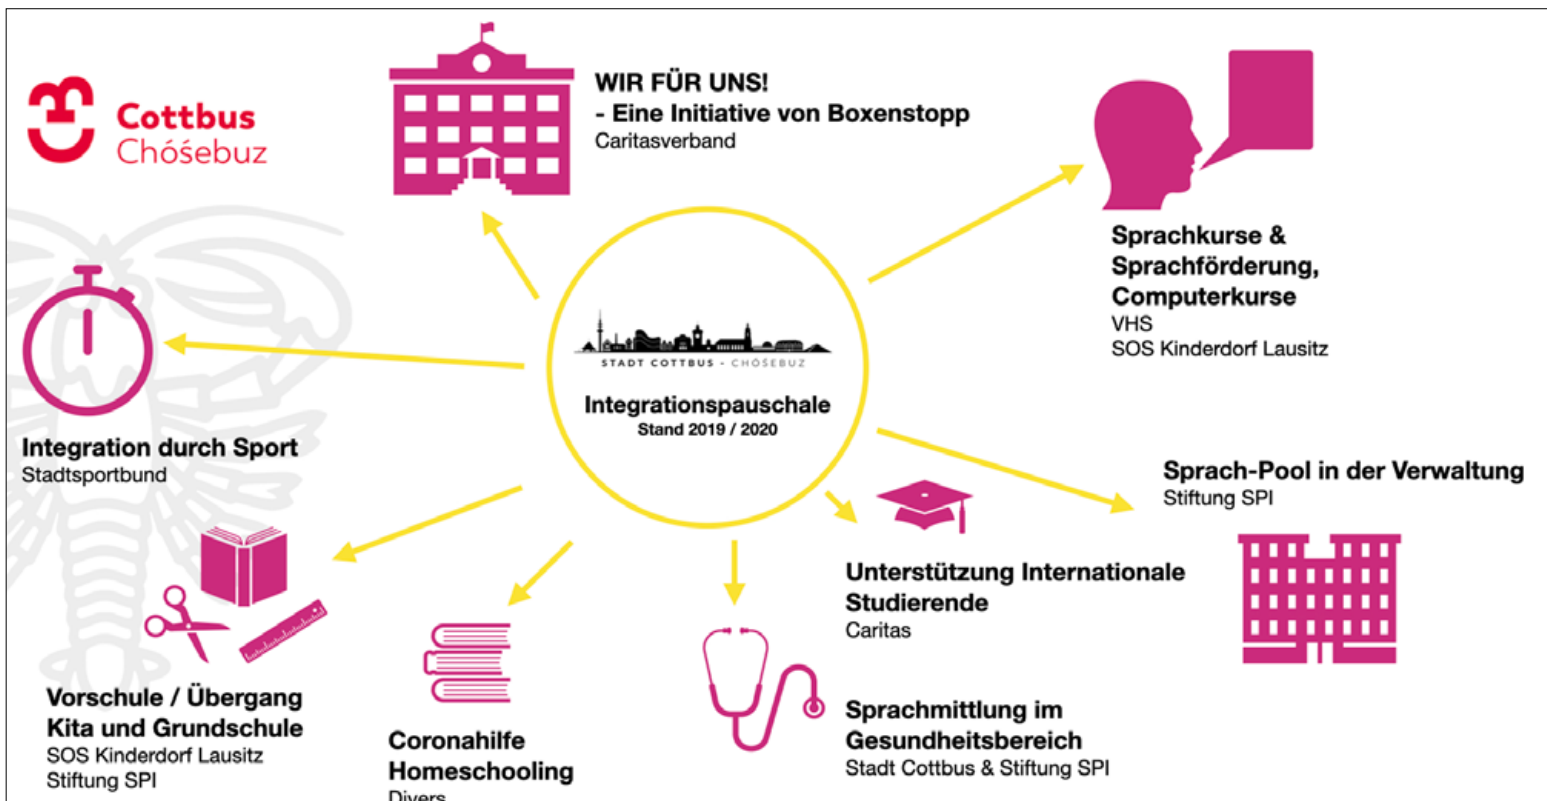 Cottbus
Chóśebuz
WIR FÜR UNS!
- Eine Initiative von Boxenstopp
Caritasverband
Sprachkurse &
Sprachförderung,
Computerkurse
VHS
SOS Kinderdorf Lausitz
STADT COTTBUS - CHÓŚEBUZ
Integrationspauschale
Stand 2019 / 2020
Integration durch Sport
Stadtsportbund
Sprach-Pool in der Verwaltung
Stiftung SPI
Unterstützung Internationale
Studierende
Caritas
Vorschule / Übergang
Kita und Grundschule
SOS Kinderdorf Lausitz
Stiftung SPI
Coronahilfe
Homeschooling
Divers
Sprachmittlung im
Gesundheitsbereich
Stadt Cottbus & Stiftung SPI